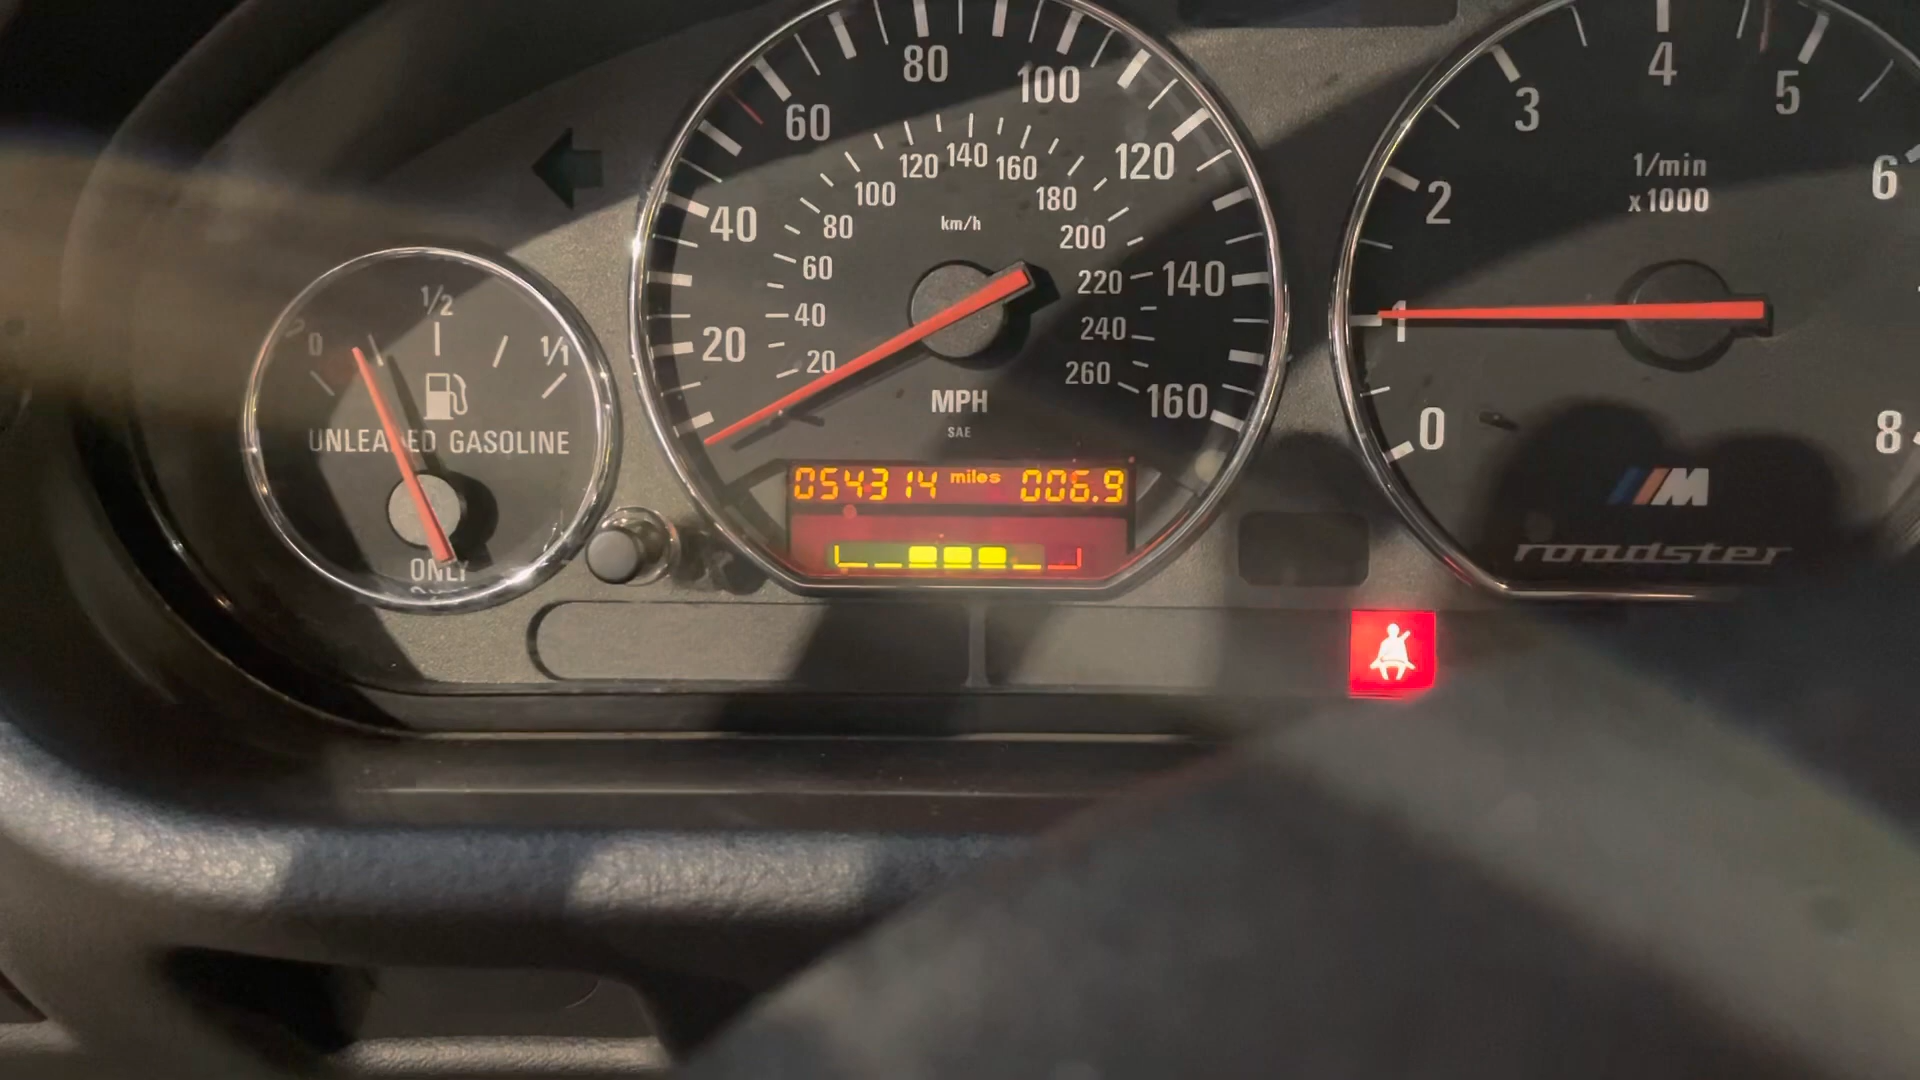 80
100
60
120
40
20
140
160
MPH
SAE
120 140 160
100
180
80
200
60
km/h
220
40
240
20
260
054314 miles 006.9
0
1/2
1/1
UNLEADED GASOLINE
ONLY
4
3
5
2
6
1
0
8
1/min
x1000
M
roadster